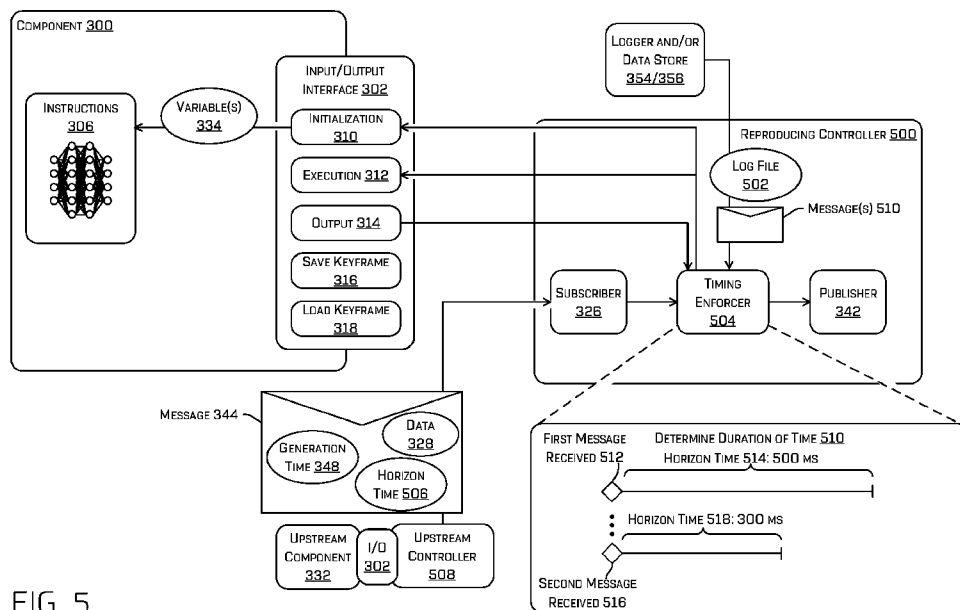 COMPONENT 300
INSTRUCTIONS
306
VARIABLE(S)
334
INPUT/OUTPUT
INTERFACE 302
INITIALIZATION
310
EXECUTION 312
OUTPUT 314
SAVE KEYFRAME
316
LOAD KEYFRAME
318
LOGGER AND/OR
DATA STORE
354/356
REPRODUCING CONTROLLER 500
LOG FILE
502
MESSAGE(S) 510
SUBSCRIBER
326
TIMING
ENFORCER
504
PUBLISHER
342
MESSAGE 344
GENERATION
TIME 348
DATA
328
HORIZON
TIME 506
UPSTREAM
COMPONENT
332
I/O
302
UPSTREAM
CONTROLLER
508
FIRST MESSAGE
RECEIVED 512
DETERMINE DURATION OF TIME 510
HORIZON TIME 514: 500 MS
HORIZON TIME 518: 300 MS
SECOND MESSAGE
RECEIVED 516
FIG. 5